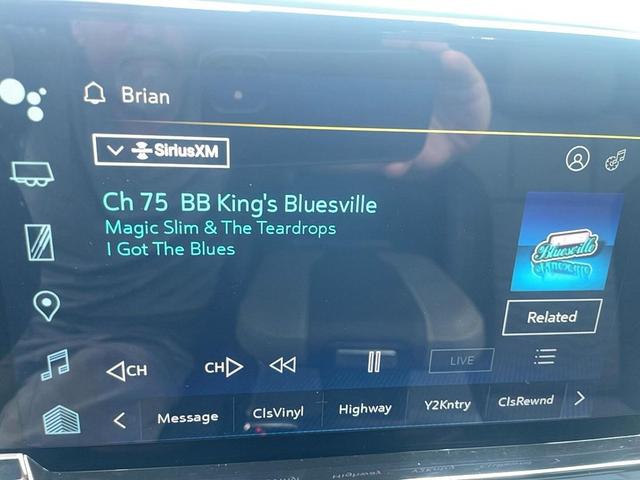 Brian
SiriusXM
Ch 75 BB King's Bluesville
Magic Slim & The Teardrops
I Got The Blues
Bluesville
Related
CH
CH
LIVE
Message
ClsVinyl
Highway
Y2Kntry
ClsRewnd